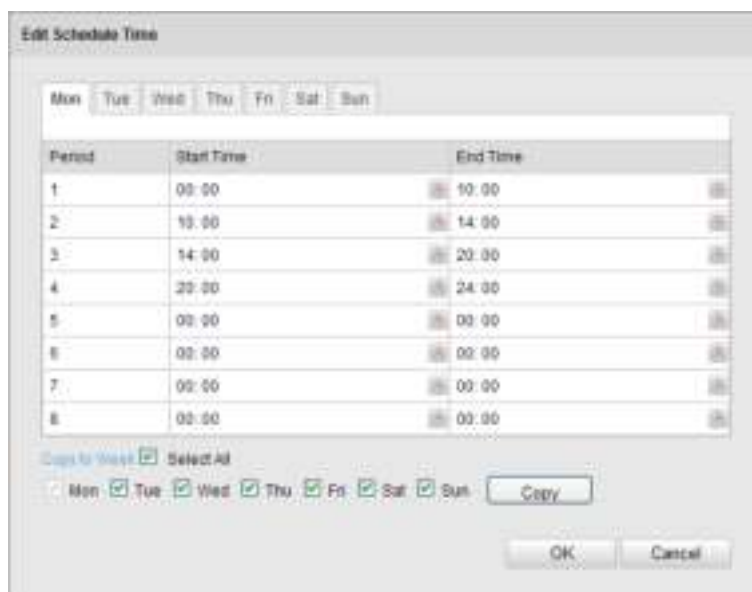 Edit Schedule Time
Mon Tue Wed Thu Fri Sat Sun
Period Start Time End Time
1 00: 00 10: 00
2 10: 00 14: 00
3 14: 00 20: 00
4 20: 00 24: 00
5 00: 00 00: 00
6 00: 00 00: 00
7 00: 00 00: 00
8 00: 00 00: 00
Copy to Week Select All
Mon Tue Wed Thu Fri Sat Sun Copy
OK Cancel